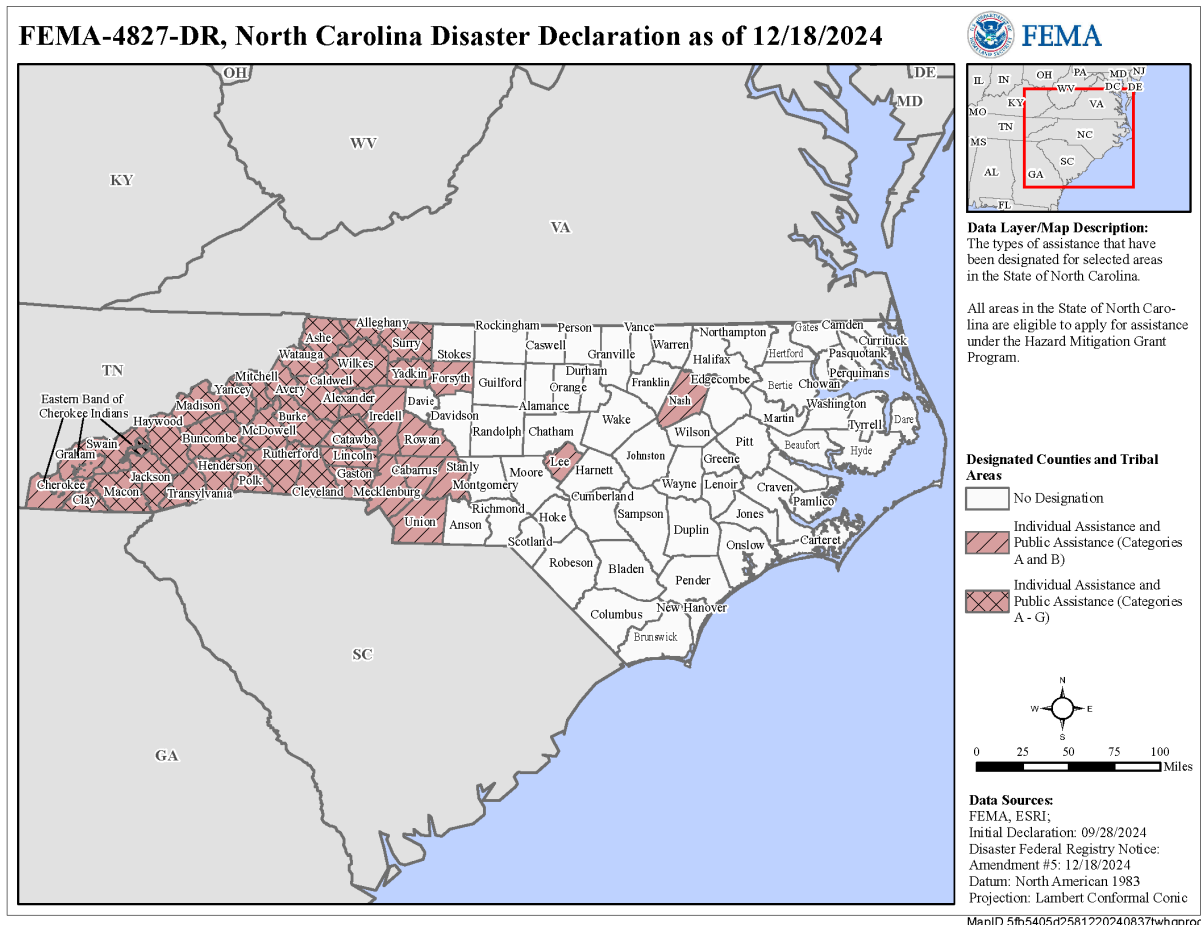 FEMA-4827-DR, North Carolina Disaster Declaration as of 12/18/2024
FEMA
OH
DE
MD
WV
KY
VA
TN
SC
GA
IL
IN
OH
PA
MD
NJ
WV
DC
DE
KY
VA
MO
TN
NC
MS
SC
AL
GA
FL
Data Layer/Map Description:
The types of assistance that have
been designated for selected areas
in the State of North Carolina.
All areas in the State of North Caro-
lina are eligible to apply for assistance
under the Hazard Mitigation Grant
Program.
Alleghany
Ashe
Surry
Stokes
Rockingham
Caswell
Person
Granville
Vance
Warren
Northampton
Gates
Camden
Currituck
Pasquotank
Perquimans
Hertford
Halifax
Watauga
Wilkes
Yadkin
Forsyth
Guilford
Durham
Orange
Franklin
Edgecombe
Bertie
Chowan
Mitchell
Yancey
Avery
Caldwell
Alexander
Davie
Alamance
Nash
Martin
Washington
Tyrrell
Dare
Eastern Band of
Cherokee Indians
Madison
Haywood
Buncombe
McDowell
Burke
Iredell
Davidson
Randolph
Chatham
Wake
Wilson
Pitt
Beaufort
Hyde
Swain
Graham
Catawba
Rowan
Rutherford
Lincoln
Johnston
Greene
Cherokee
Jackson
Henderson
Polk
Gaston
Cabarrus
Stanly
Montgomery
Moore
Lee
Harnett
Wayne
Lenoir
Craven
Pamlico
Clay
Macon
Transylvania
Cleveland
Mecklenburg
Union
Anson
Richmond
Hoke
Cumberland
Sampson
Duplin
Jones
Onslow
Carteret
Scotland
Robeson
Bladen
Pender
Columbus
New Hanover
Brunswick
Designated Counties and Tribal
Areas
No Designation
Individual Assistance and
Public Assistance (Categories
A and B)
Individual Assistance and
Public Assistance (Categories
A - G)
N
W
E
S
0 25 50 75 100
Miles
Data Sources:
FEMA, ESRI;
Initial Declaration: 09/28/2024
Disaster Federal Registry Notice:
Amendment #5: 12/18/2024
Datum: North American 1983
Projection: Lambert Conformal Conic
MapID 5fb5405d2581220240837twhqproc